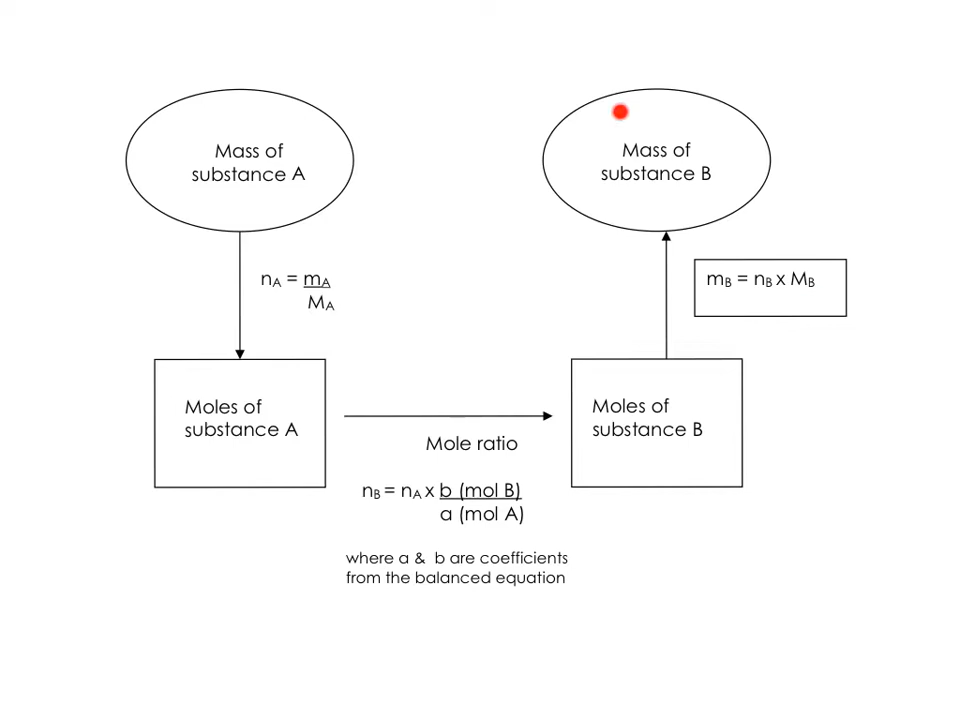 Mass of
substance A
Mass of
substance B
nA = mA
MA
mB = nB x MB
Moles of
substance A
Moles of
substance B
Mole ratio
nB = nA x b (mol B)
a (mol A)
where a & b are coefficients
from the balanced equation